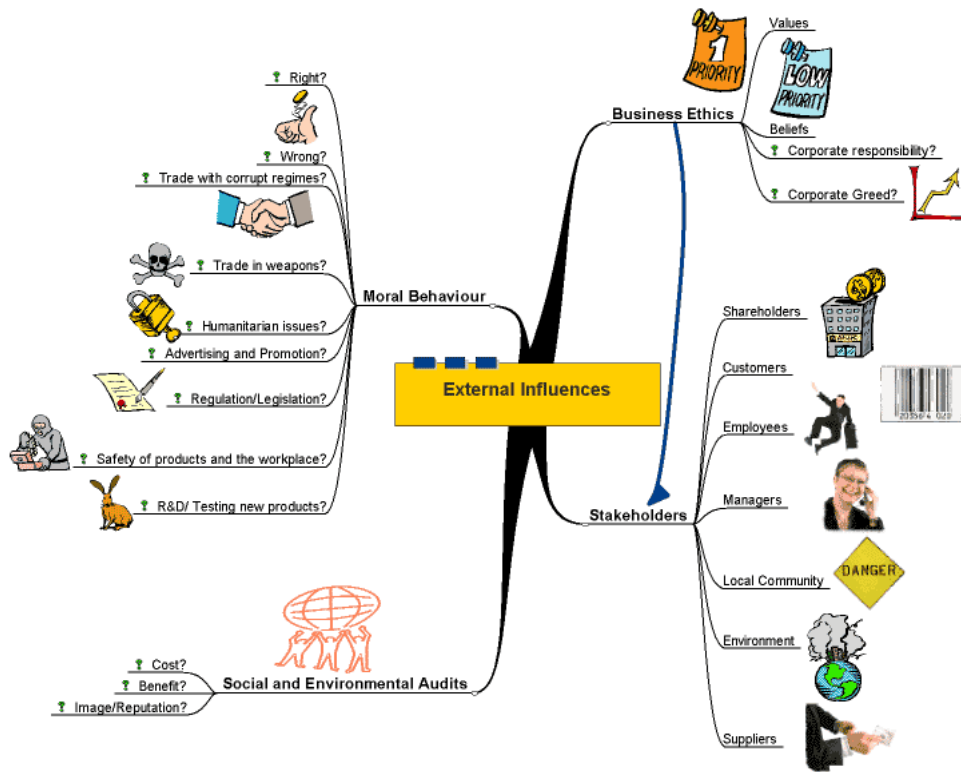 1
PRIORITY
Values
LOW
PRIORITY
Business Ethics
Beliefs
Corporate responsibility?
Corporate Greed?
Right?
Wrong?
Trade with corrupt regimes?
Trade in weapons?
Moral Behaviour
Humanitarian issues?
Advertising and Promotion?
Regulation/Legislation?
Safety of products and the workplace?
R&D/ Testing new products?
External Influences
Shareholders
BANK
Customers
Employees
Managers
Stakeholders
Local Community
DANGER
Environment
Suppliers
Cost?
Social and Environmental Audits
Benefit?
Image/Reputation?